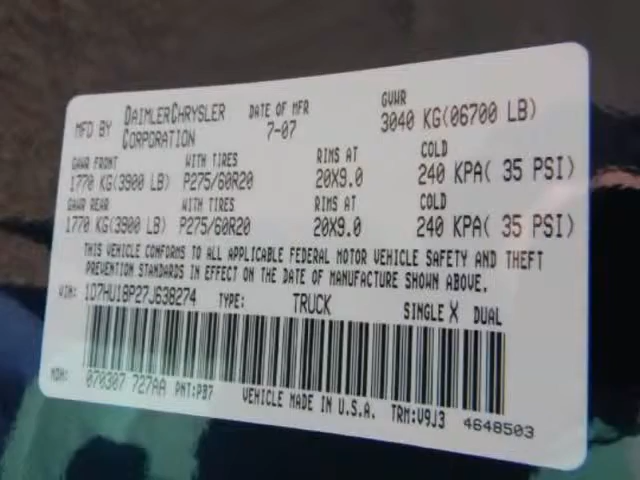 MFD BY DAIMLERCHRYSLER CORPORATION DATE OF MFR 7-07 GVWR 3040 KG(06700 LB)
GAWR FRONT WITH TIRES RIMS AT COLD
1770 KG(3900 LB) P275/60R20 20X9.0 240 KPA( 35 PSI)
GAWR REAR WITH TIRES RIMS AT COLD
1770 KG(3900 LB) P275/60R20 20X9.0 240 KPA( 35 PSI)
THIS VEHICLE CONFORMS TO ALL APPLICABLE FEDERAL MOTOR VEHICLE SAFETY AND THEFT
PREVENTION STANDARDS IN EFFECT ON THE DATE OF MANUFACTURE SHOWN ABOVE.
VIN: 1D7HU18P27J638274 TYPE: TRUCK SINGLE X DUAL
MDH: 070307 727AA PNT:PB7 VEHICLE MADE IN U.S.A. TRM:V9J3 4648503